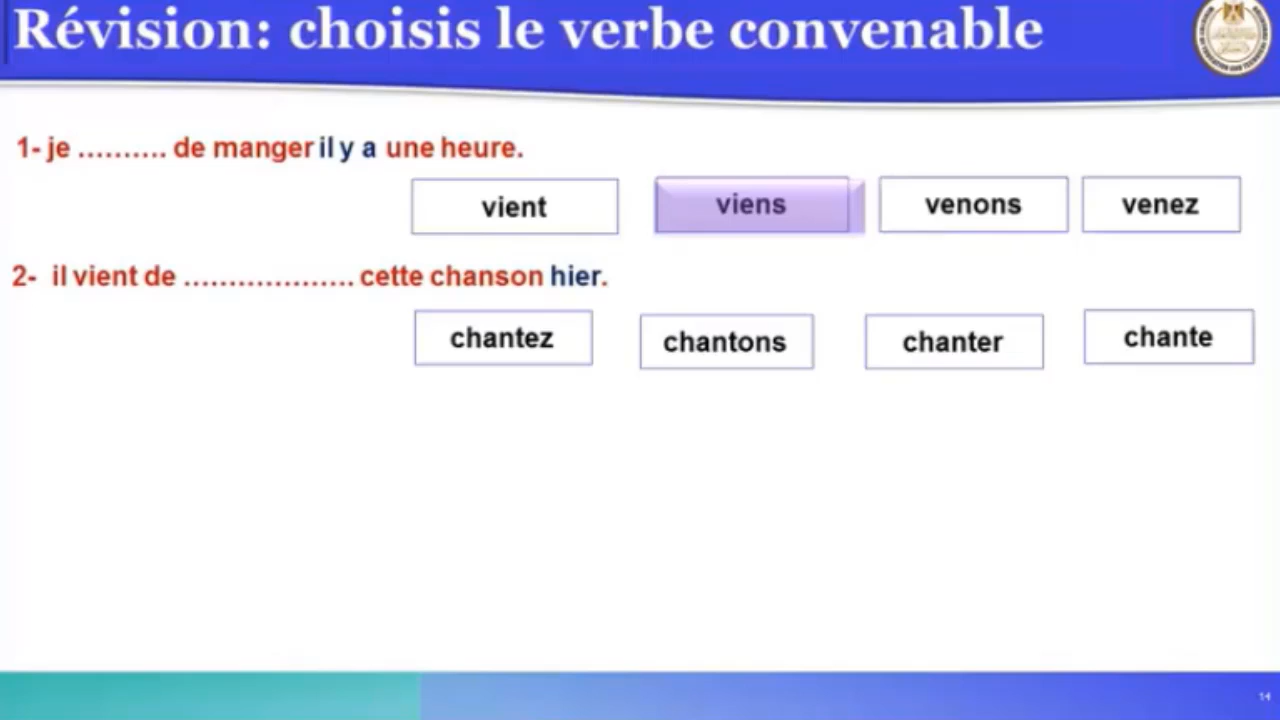 Révision: choisis le verbe convenable
1- je .......... de manger il y a une heure.
vient viens venons venez
2- il vient de ................... cette chanson hier.
chantez chantons chanter chante
14